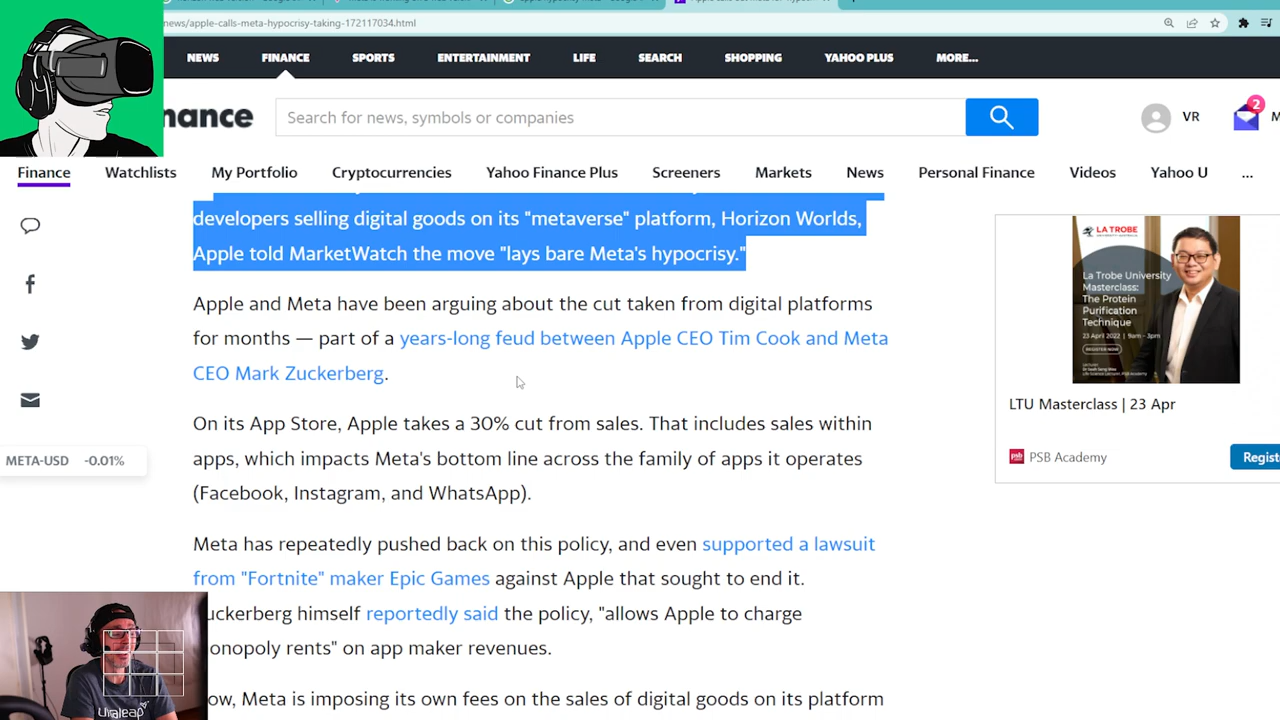 news/apple-calls-meta-hypocrisy-taking-172117034.html
NEWS FINANCE SPORTS ENTERTAINMENT LIFE SEARCH SHOPPING YAHOO PLUS MORE...
nance Search for news, symbols or companies VR 2 M
Finance Watchlists My Portfolio Cryptocurrencies Yahoo Finance Plus Screeners Markets News Personal Finance Videos Yahoo U ...
developers selling digital goods on its "metaverse" platform, Horizon Worlds,
Apple told MarketWatch the move "lays bare Meta's hypocrisy."
Apple and Meta have been arguing about the cut taken from digital platforms
for months — part of a years-long feud between Apple CEO Tim Cook and Meta
CEO Mark Zuckerberg.
On its App Store, Apple takes a 30% cut from sales. That includes sales within
apps, which impacts Meta's bottom line across the family of apps it operates
(Facebook, Instagram, and WhatsApp).
Meta has repeatedly pushed back on this policy, and even supported a lawsuit
from "Fortnite" maker Epic Games against Apple that sought to end it.
uckerberg himself reportedly said the policy, "allows Apple to charge
onopoly rents" on app maker revenues.
ow, Meta is imposing its own fees on the sales of digital goods on its platform
META-USD -0.01%
LA TROBE
UNIVERSITY
La Trobe University
Masterclass:
The Protein
Purification
Technique
23 April 2022 | 9am - 3pm
REGISTER NOW
LTU Masterclass | 23 Apr
psb PSB Academy Regist